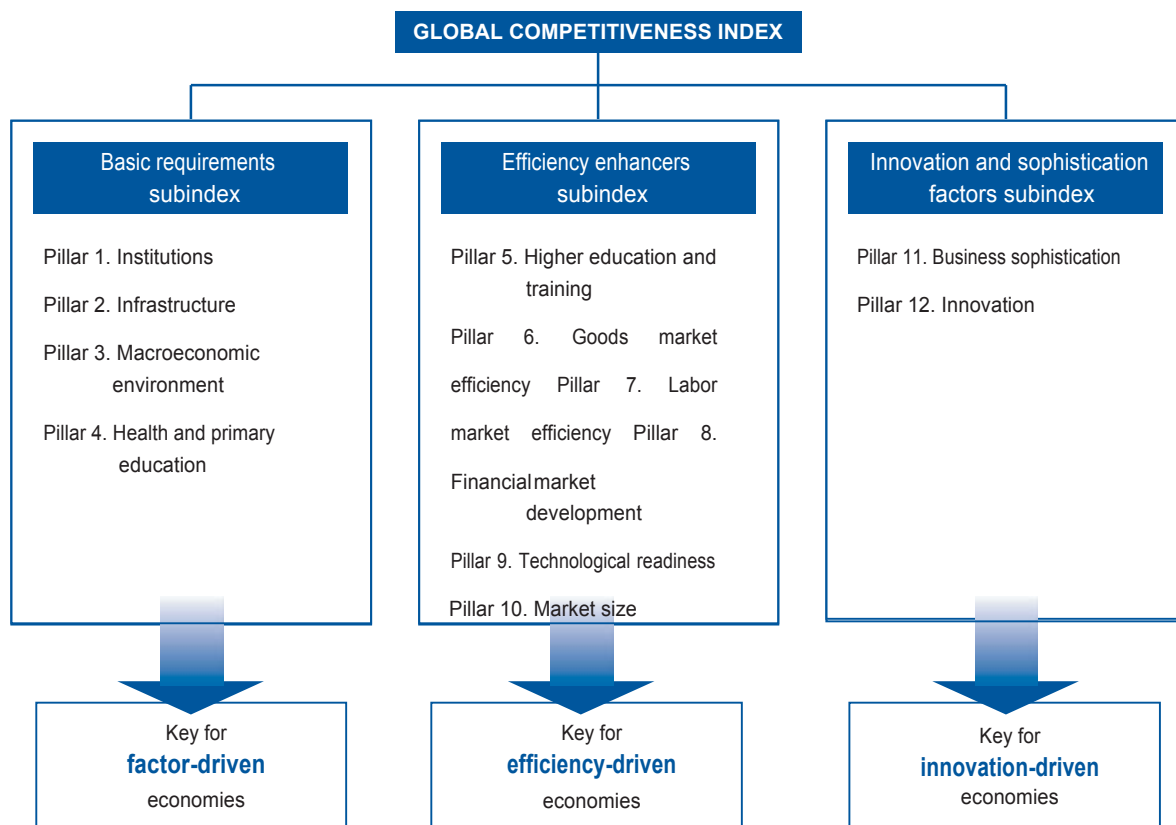 GLOBAL COMPETITIVENESS INDEX
Basic requirements
subindex
Pillar 1. Institutions
Pillar 2. Infrastructure
Pillar 3. Macroeconomic
environment
Pillar 4. Health and primary
education
Key for
factor-driven
economies
Efficiency enhancers
subindex
Pillar 5. Higher education and
training
Pillar 6. Goods market
efficiency Pillar 7. Labor
market efficiency Pillar 8.
Financial market
development
Pillar 9. Technological readiness
Pillar 10. Market size
Key for
efficiency-driven
economies
Innovation and sophistication
factors subindex
Pillar 11. Business sophistication
Pillar 12. Innovation
Key for
innovation-driven
economies